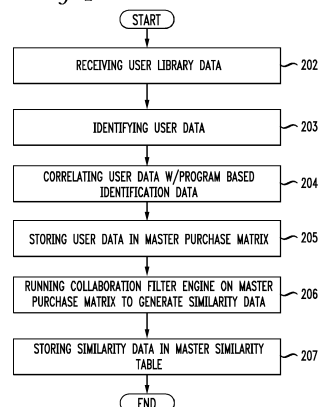 START
RECEIVING USER LIBRARY DATA
202
IDENTIFYING USER DATA
203
CORRELATING USER DATA W/PROGRAM BASED
IDENTIFICATION DATA
204
STORING USER DATA IN MASTER PURCHASE MATRIX
205
RUNNING COLLABORATION FILTER ENGINE ON MASTER
PURCHASE MATRIX TO GENERATE SIMILARITY DATA
206
STORING SIMILARITY DATA IN MASTER SIMILARITY
TABLE
207
END